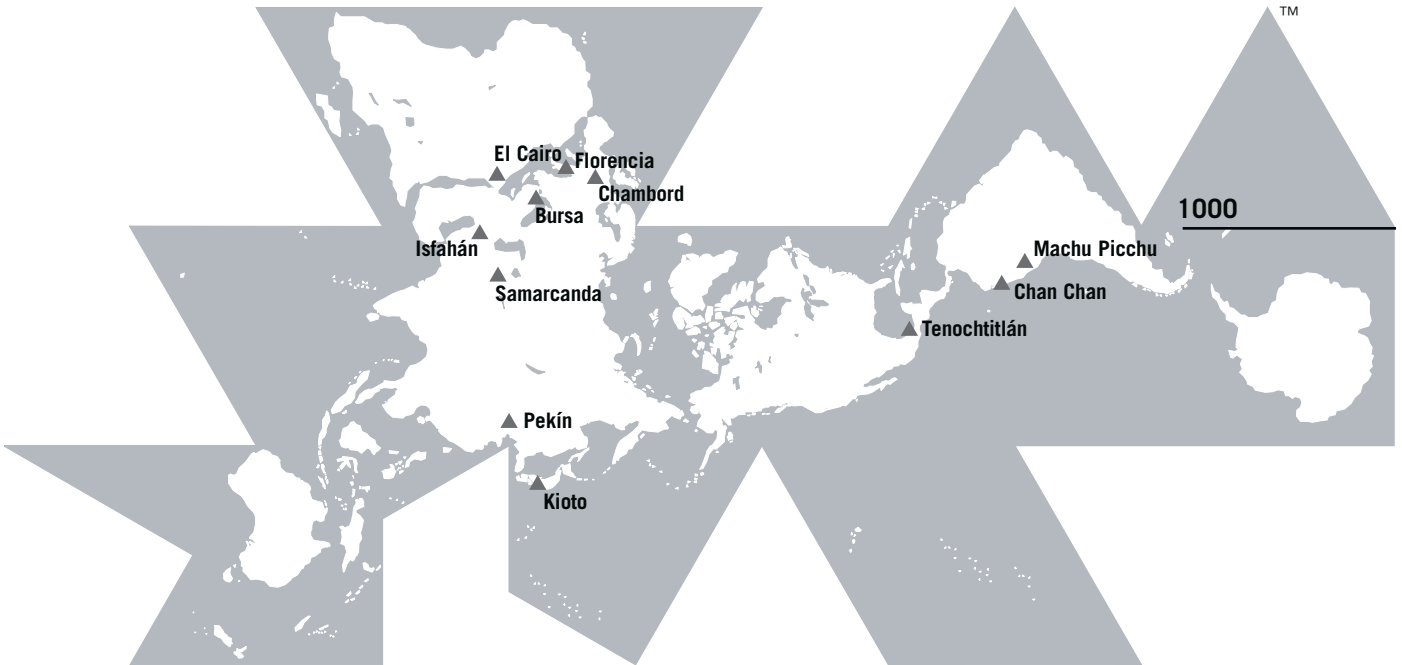 TM
El Cairo
Florencia
Chambord
Bursa
1000
Isfahán
Machu Picchu
Samarcanda
Chan Chan
Tenochtitlán
Pekín
Kioto